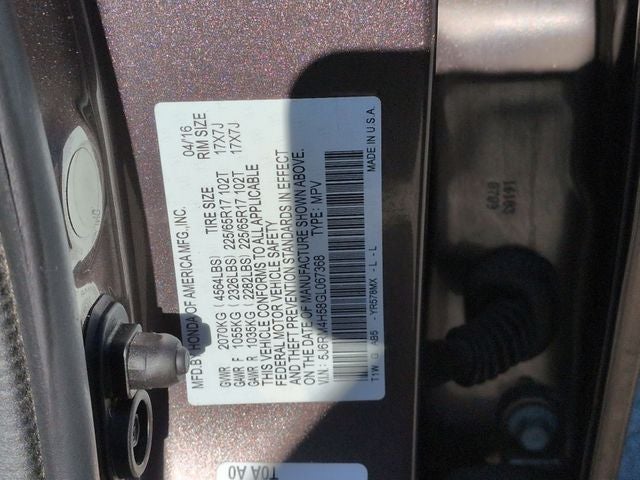 MFD.BY HONDA OF AMERICA MFG.,INC. 04/16
TIRE SIZE RIM SIZE
GVWR 2070KG (4564LBS)
GAWR F 1055KG (2326LBS) 225/65R17 102T 17X7J
GAWR R 1035KG (2282LBS) 225/65R17 102T 17X7J
THIS VEHICLE CONFORMS TO ALL APPLICABLE
FEDERAL MOTOR VEHICLE SAFETY
AND THEFT PREVENTION STANDARDS IN EFFECT
ON THE DATE OF MANUFACTURE SHOWN ABOVE.
V.I.N.: 5J6RM4H58GL067368 TYPE: MPV
T1W AB5 -YR578MX -L -L MADE IN U.S.A.
T0A A0